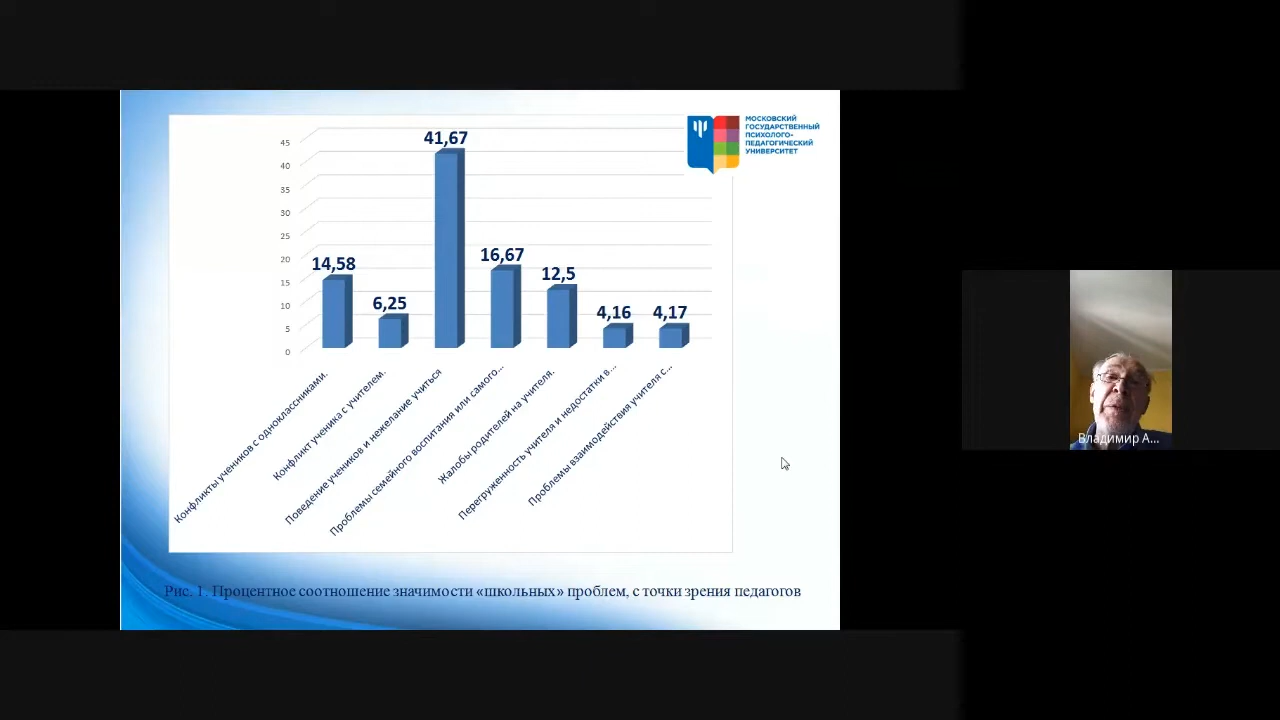 МОСКОВСКИЙ
ГОСУДАРСТВЕННЫЙ
ПСИХОЛОГО-
ПЕДАГОГИЧЕСКИЙ
УНИВЕРСИТЕТ
45
40
35
30
25
20
15
10
5
0
14,58
6,25
41,67
16,67
12,5
4,16
4,17
Конфликты учеников с одноклассниками.
Конфликт ученика с учителем.
Поведение учеников и нежелание учиться
Проблемы семейного воспитания или самого...
Жалобы родителей на учителя.
Перегруженность учителя и недостатки в...
Проблемы взаимодействия учителя с...
Рис. 1. Процентное соотношение значимости «школьных» проблем, с точки зрения педагогов
Владимир А...